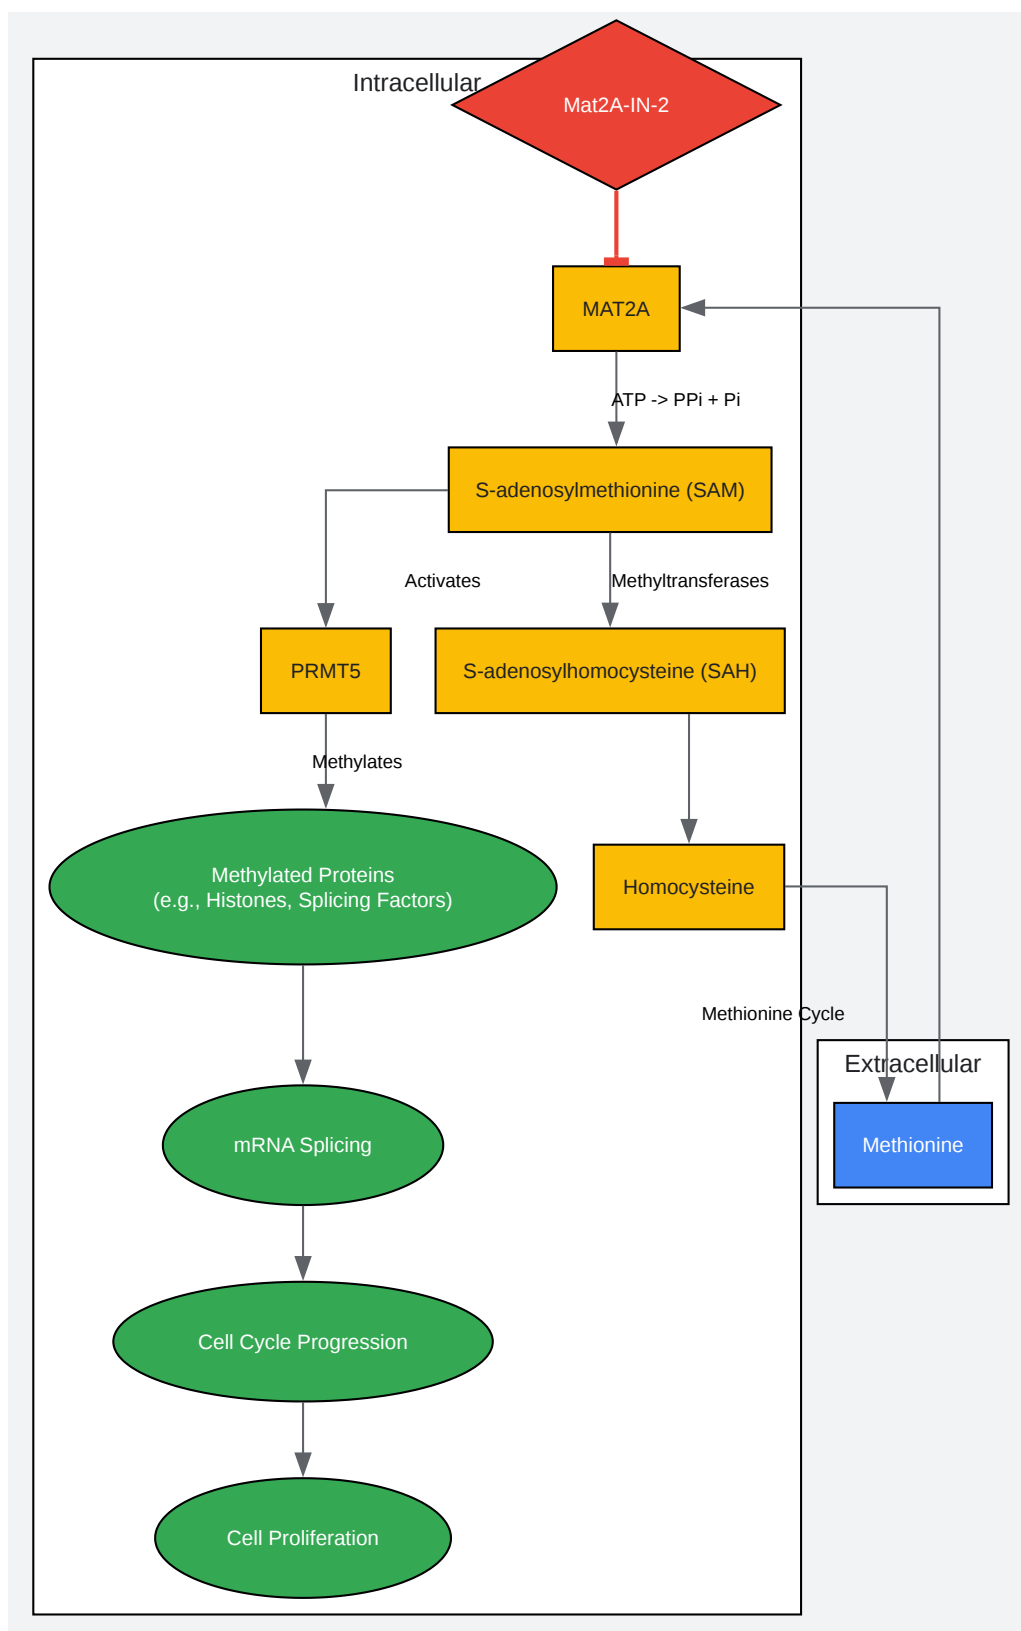 Intracellular
Mat2A-IN-2
MAT2A
ATP -> PPi + Pi
S-adenosylmethionine (SAM)
Activates
Methyltransferases
PRMT5
S-adenosylhomocysteine (SAH)
Methylates
Methylated Proteins
(e.g., Histones, Splicing Factors)
Homocysteine
Methionine Cycle
Extracellular
mRNA Splicing
Methionine
Cell Cycle Progression
Cell Proliferation